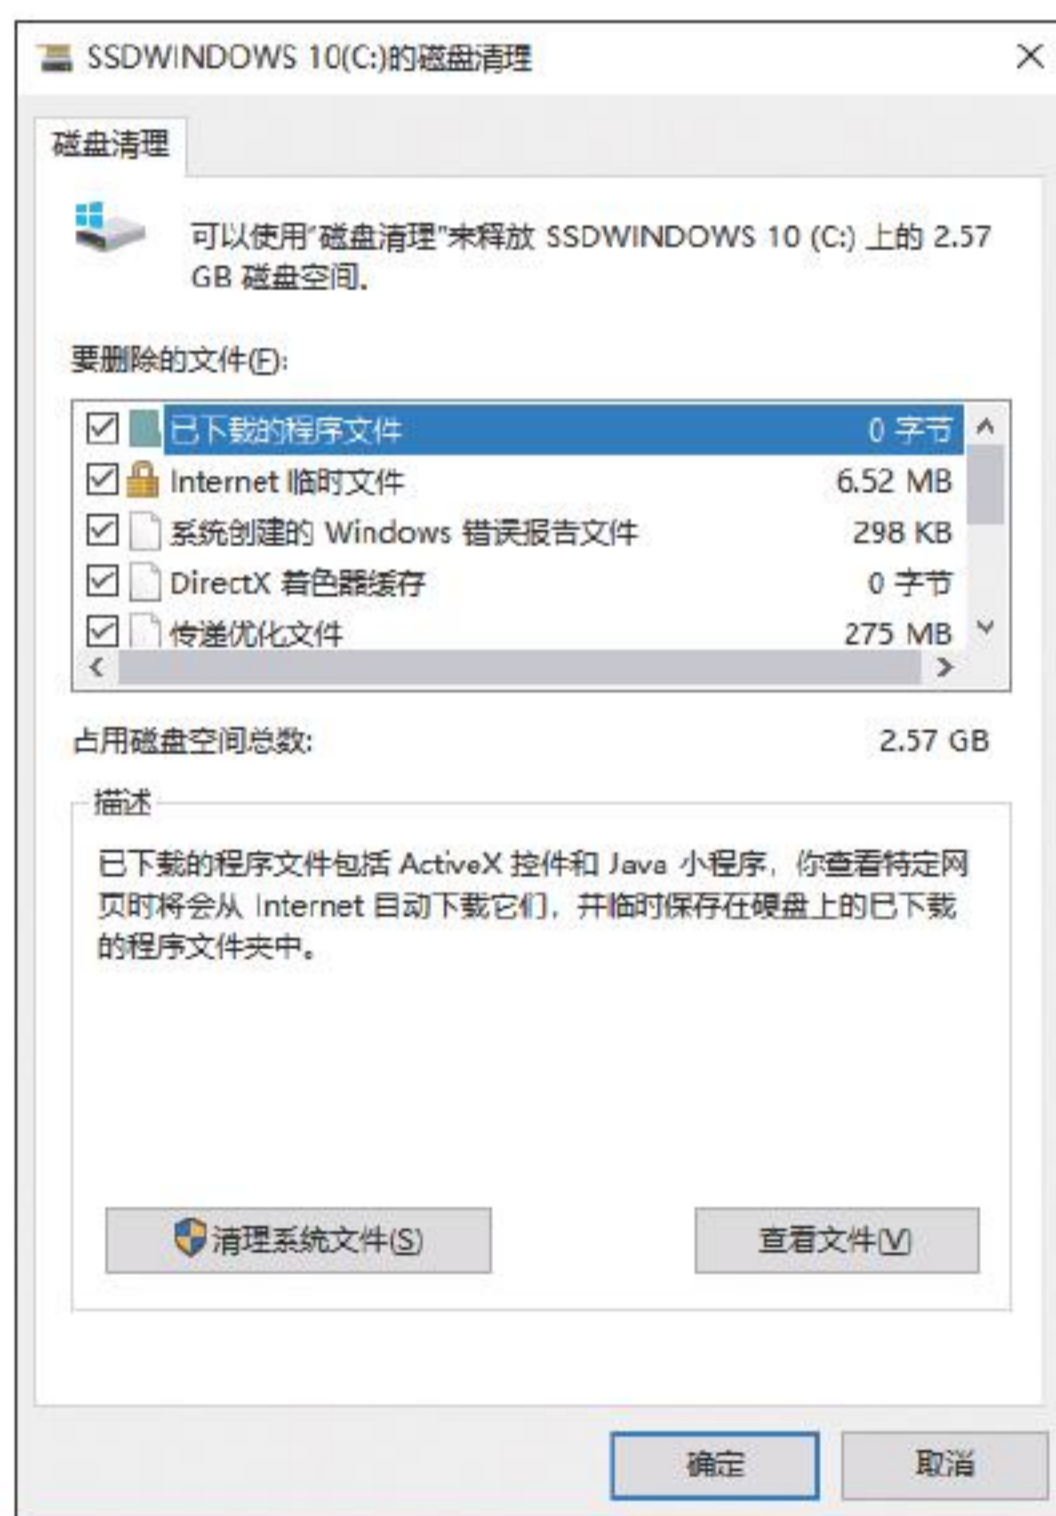 SSDWINDOWS 10(C:)的磁盘清理
磁盘清理
可以使用"磁盘清理"来释放 SSDWINDOWS 10 (C:) 上的 2.57
GB 磁盘空间。
要删除的文件(F):
已下载的程序文件 0 字节
Internet 临时文件 6.52 MB
系统创建的 Windows 错误报告文件 298 KB
DirectX 着色器缓存 0 字节
传递优化文件 275 MB
占用磁盘空间总数: 2.57 GB
描述
已下载的程序文件包括 ActiveX 控件和 Java 小程序，你查看特定网
页时将会从 Internet 自动下载它们，并临时保存在硬盘上的已下载
的程序文件夹中。
清理系统文件(S) 查看文件(V)
确定 取消